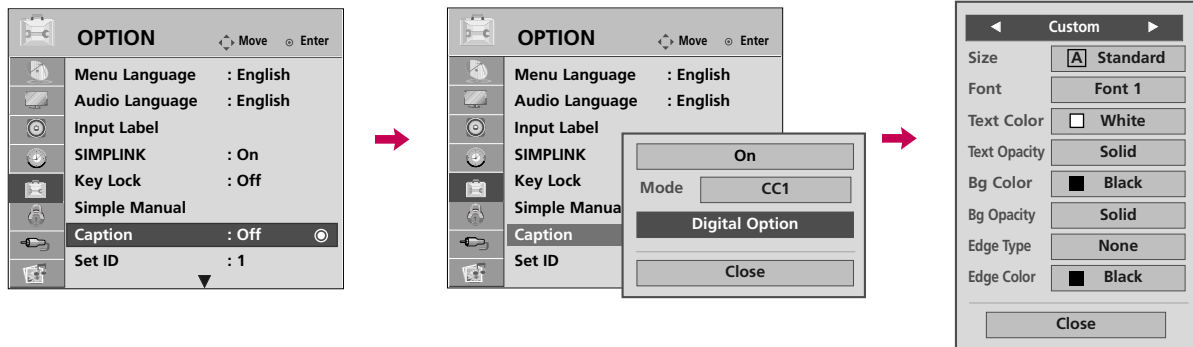 OPTION Move Enter
Menu Language : English
Audio Language : English
Input Label
SIMPLINK : On
Key Lock : Off
Simple Manual
Caption : Off
Set ID : 1
OPTION Move Enter
Menu Language : English
Audio Language : English
Input Label
SIMPLINK
Key Lock
Simple Manua
Caption
Set ID
On
Mode CC1
Digital Option
Close
Custom
Size A Standard
Font Font 1
Text Color White
Text Opacity Solid
Bg Color Black
Bg Opacity Solid
Edge Type None
Edge Color Black
Close